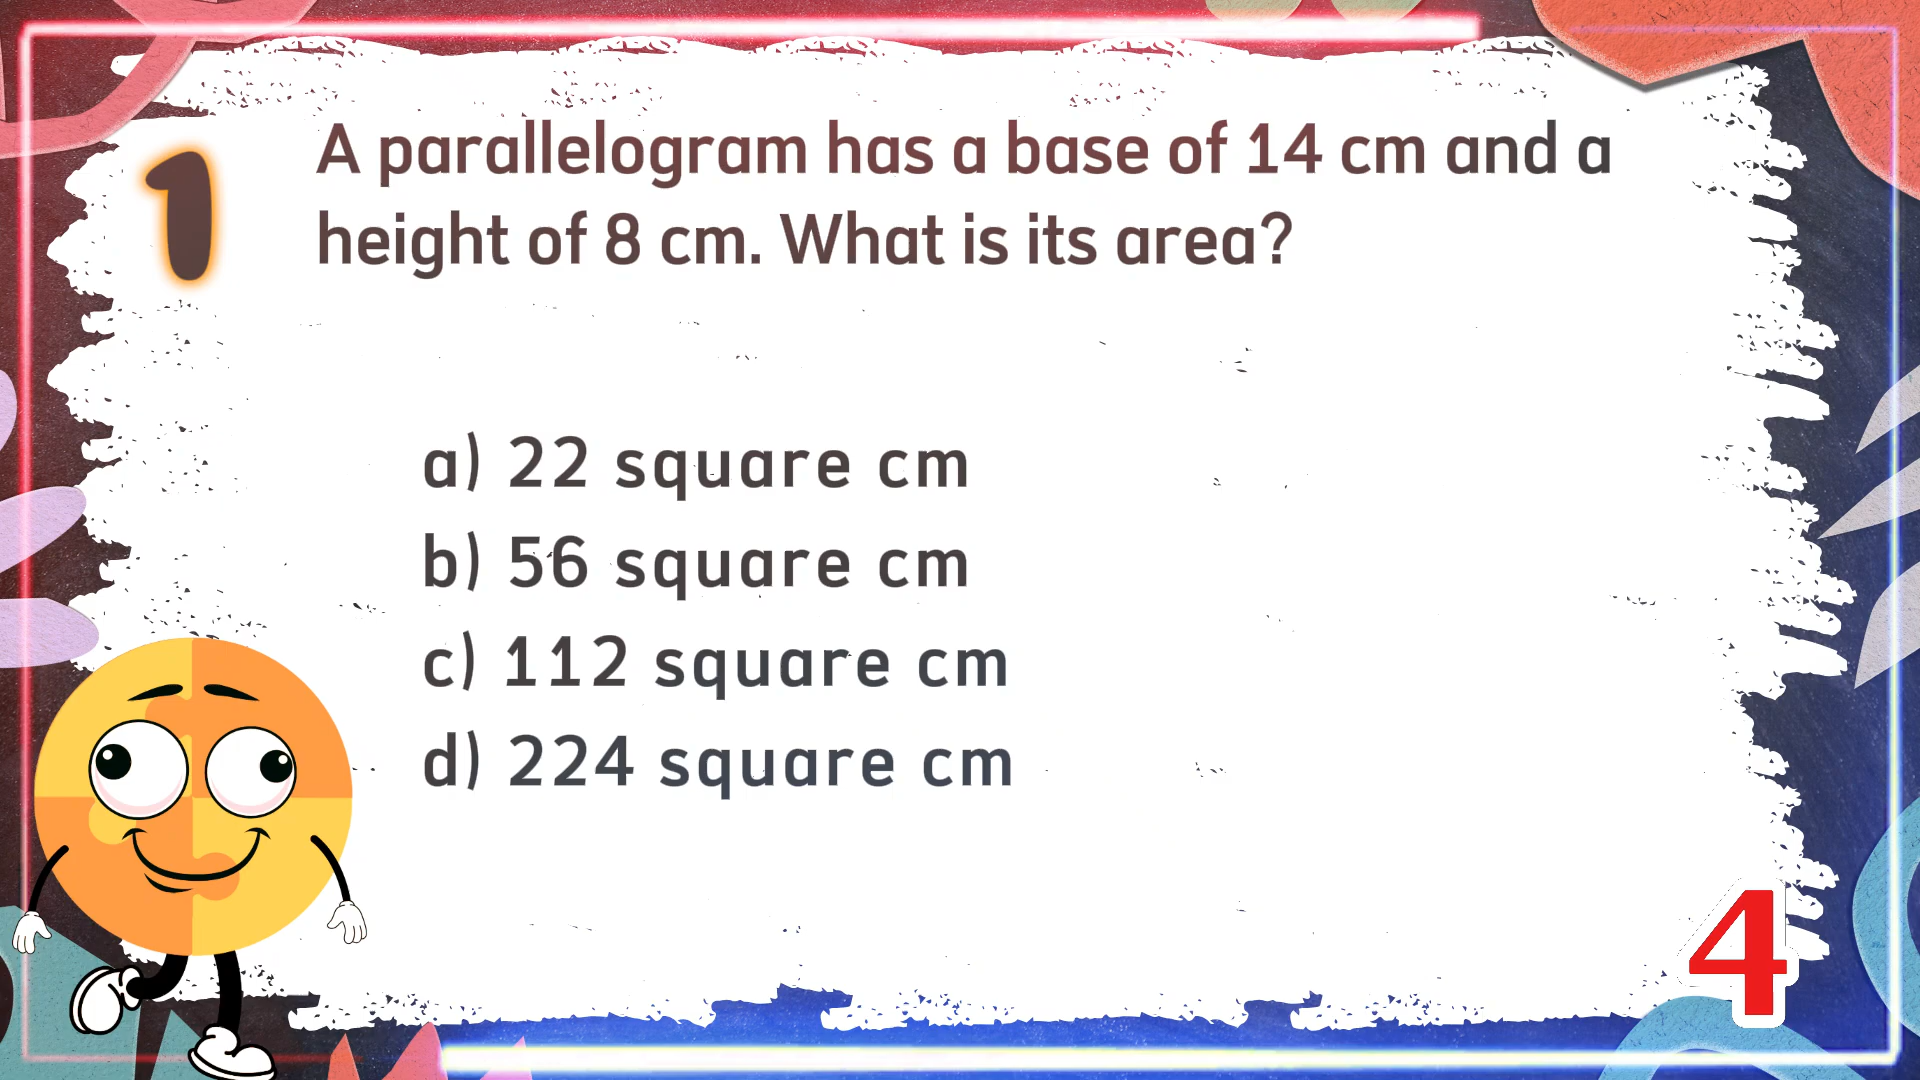 1
A parallelogram has a base of 14 cm and a
height of 8 cm. What is its area?
a) 22 square cm
b) 56 square cm
c) 112 square cm
d) 224 square cm
4